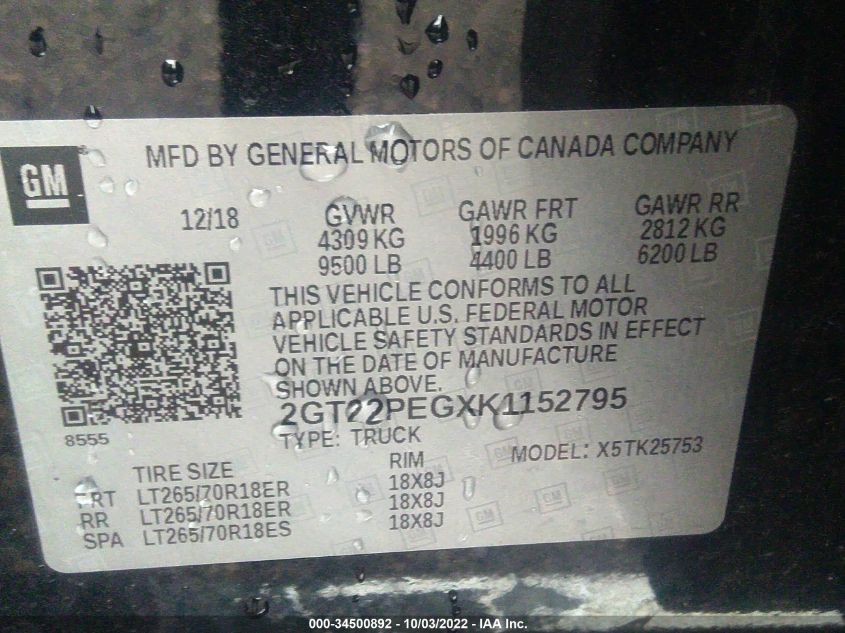 MFD BY GENERAL MOTORS OF CANADA COMPANY
GM
12/18 GVWR GAWR FRT GAWR RR
4309 KG 1996 KG 2812 KG
9500 LB 4400 LB 6200 LB
THIS VEHICLE CONFORMS TO ALL
APPLICABLE U.S. FEDERAL MOTOR
VEHICLE SAFETY STANDARDS IN EFFECT
ON THE DATE OF MANUFACTURE
SHOWN ABOVE.
2GT22PEGXK1152795
8555
TYPE: TRUCK
MODEL: X5TK25753
TIRE SIZE RIM
FRT LT265/70R18ER 18X8J
RR LT265/70R18ER 18X8J
SPA LT265/70R18ES 18X8J
000-34500892 - 10/03/2022 - IAA Inc.